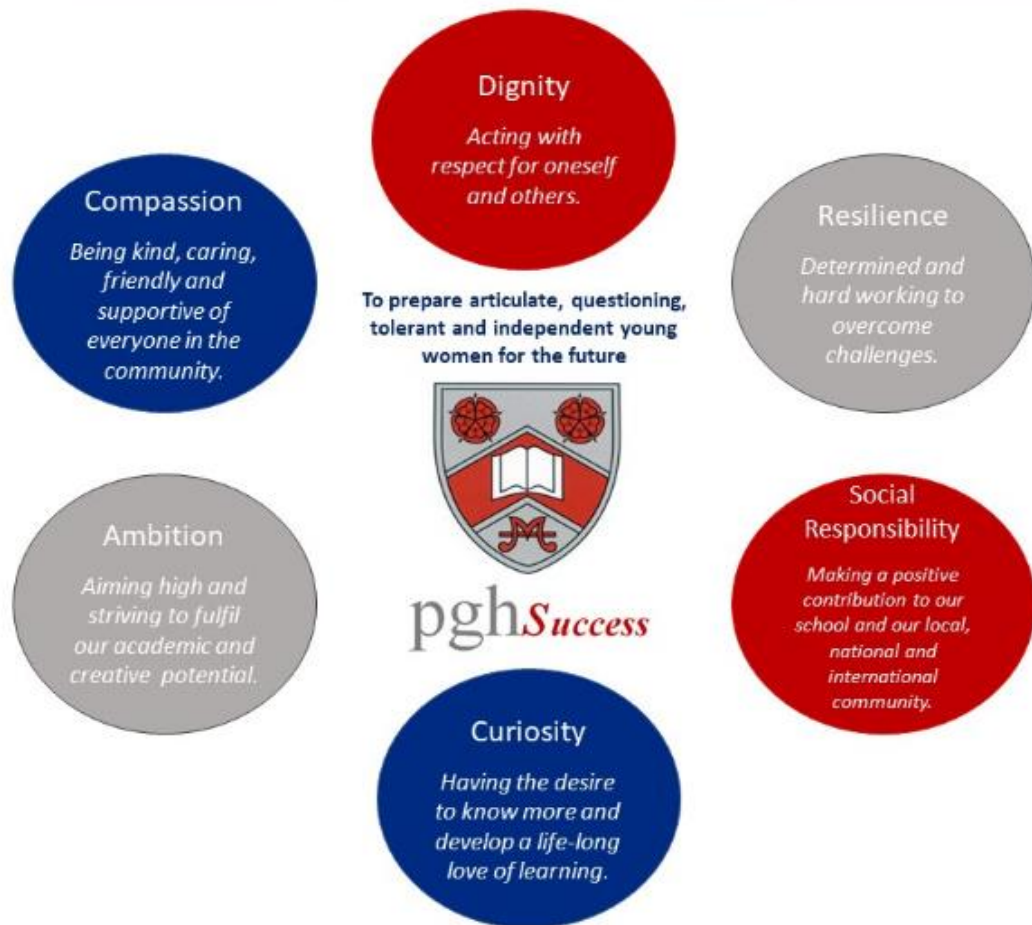 Dignity
Acting with
respect for oneself
and others.
Compassion
Being kind, caring,
friendly and
supportive of
everyone in the
community.
Resilience
Determined and
hard working to
overcome
challenges.
To prepare articulate, questioning,
tolerant and independent young
women for the future
Ambition
Aiming high and
striving to fulfil
our academic and
creative potential.
pghSuccess
Social
Responsibility
Making a positive
contribution to our
school and our local,
national and
international
community.
Curiosity
Having the desire
to know more and
develop a life-long
love of learning.